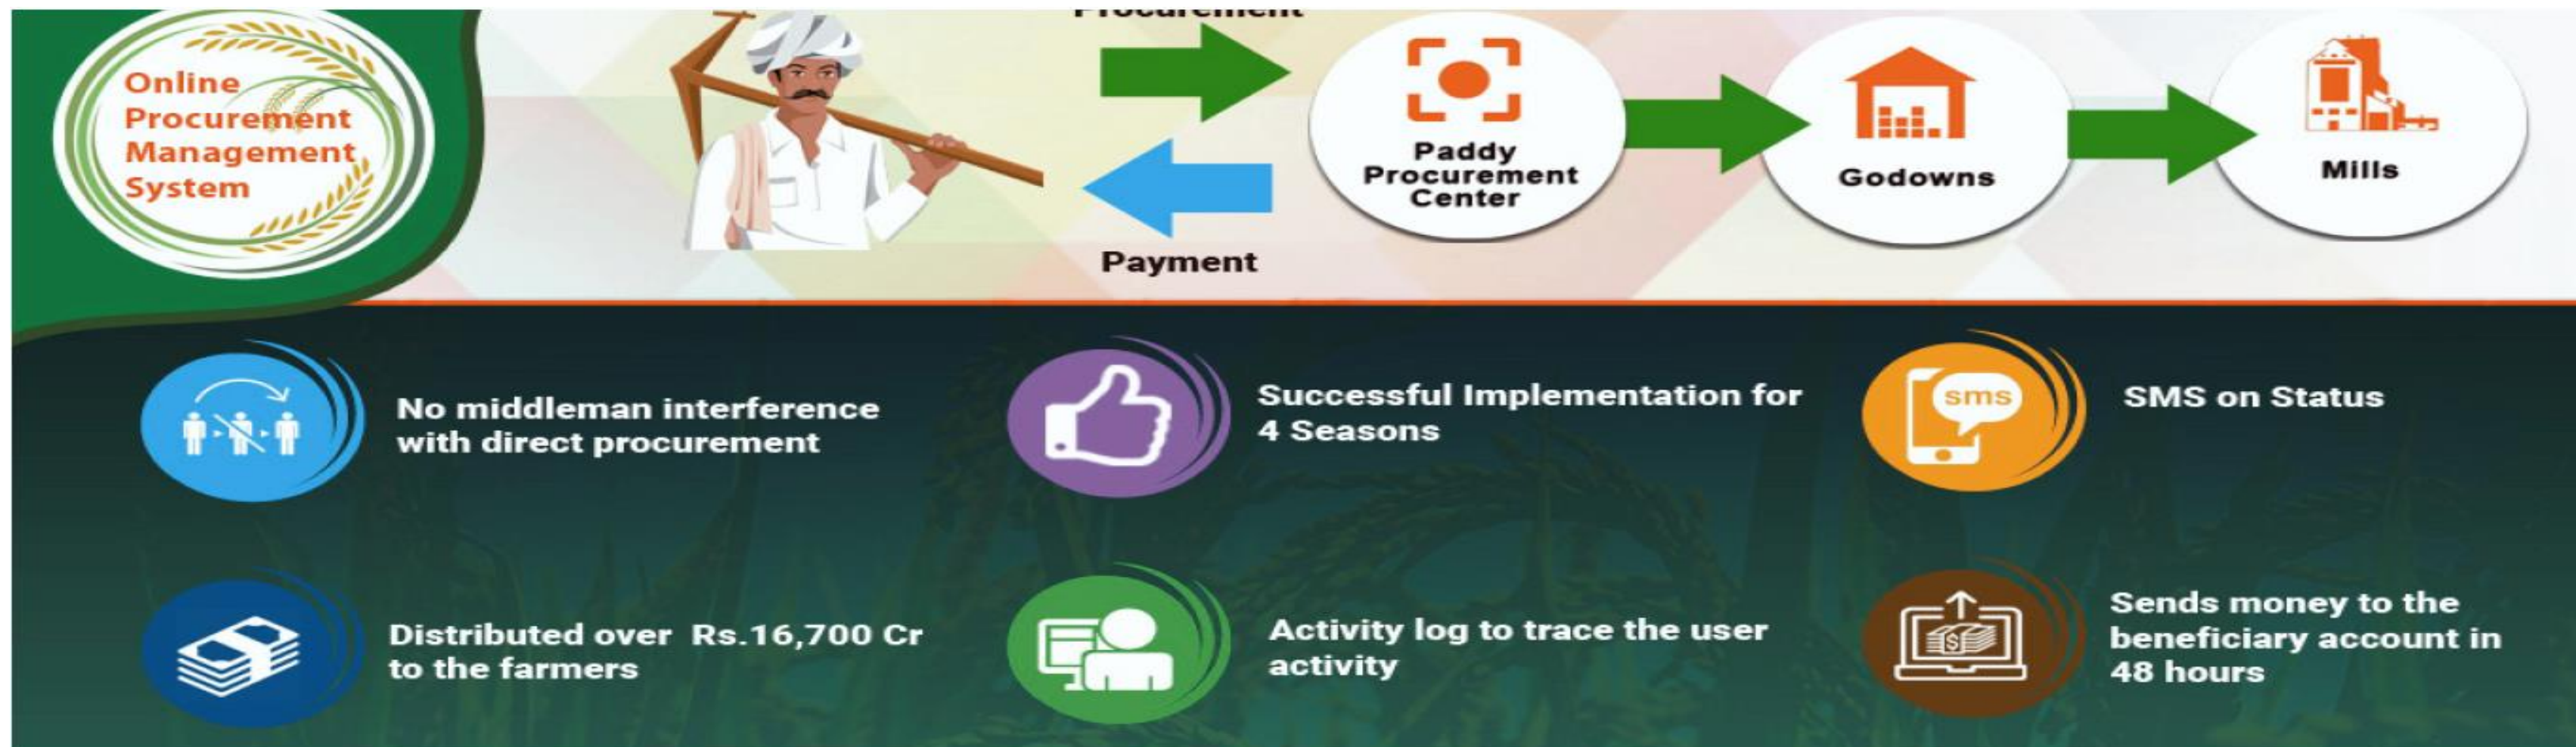 Online
Procurement
Management
System
Procurement
Payment
Paddy
Procurement
Center
Godowns
Mills
No middleman interference
with direct procurement
Successful Implementation for
4 Seasons
sms
SMS on Status
Distributed over Rs.16,700 Cr
to the farmers
Activity log to trace the user
activity
$
Sends money to the
beneficiary account in
48 hours